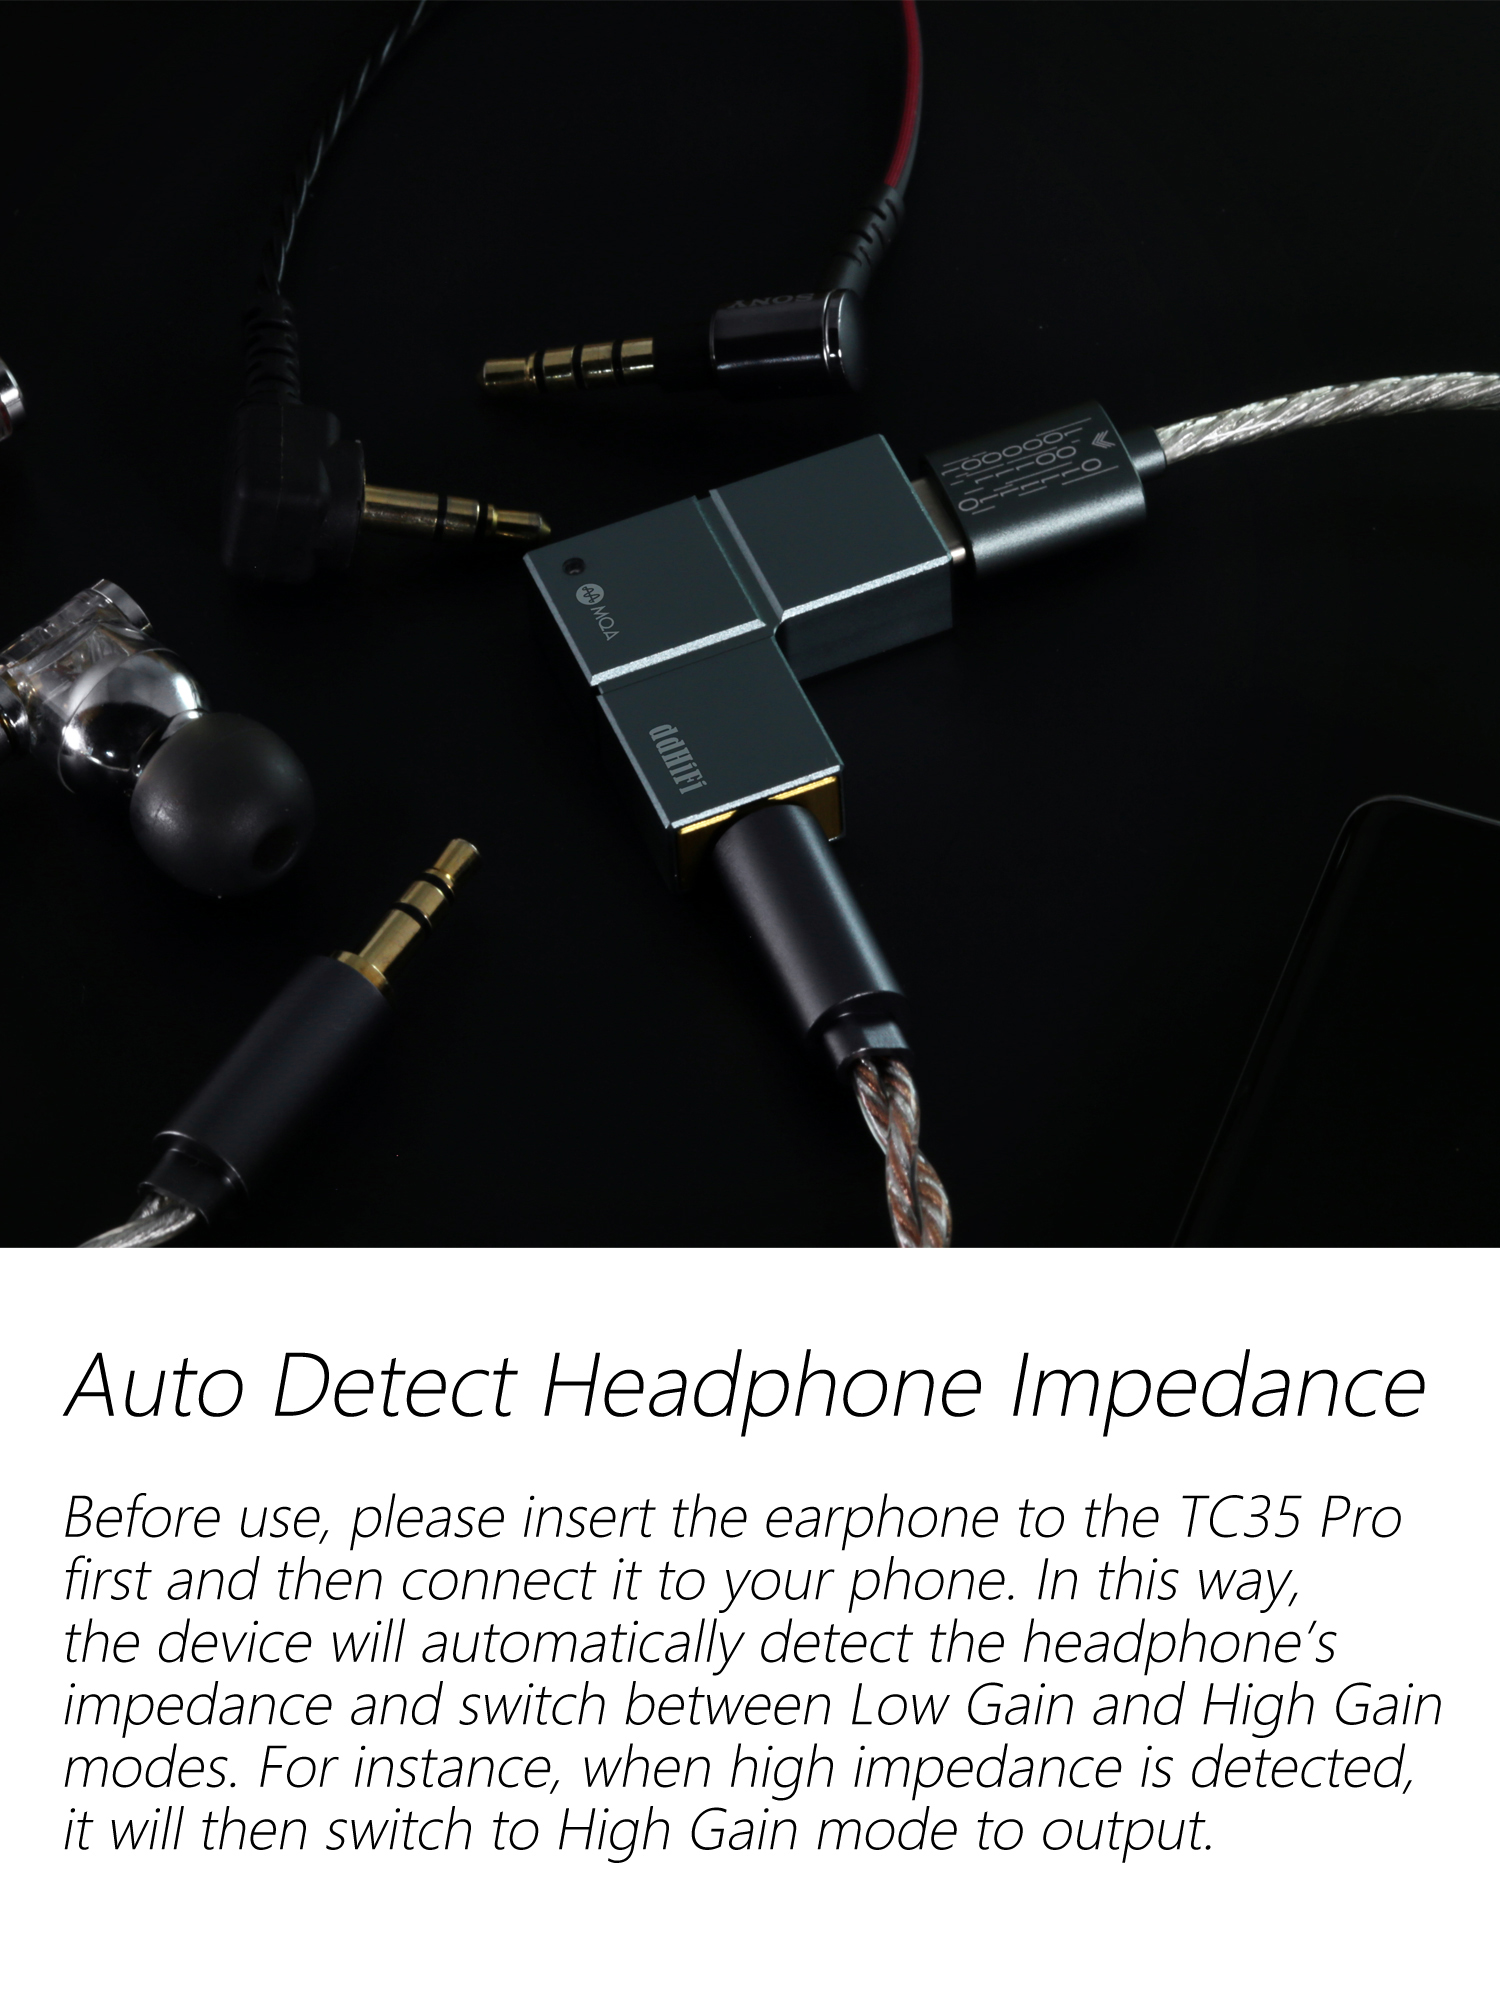 SONY
MQA
ddHiFi
Auto Detect Headphone Impedance
Before use, please insert the earphone to the TC35 Pro
first and then connect it to your phone. In this way,
the device will automatically detect the headphone’s
impedance and switch between Low Gain and High Gain
modes. For instance, when high impedance is detected,
it will then switch to High Gain mode to output.